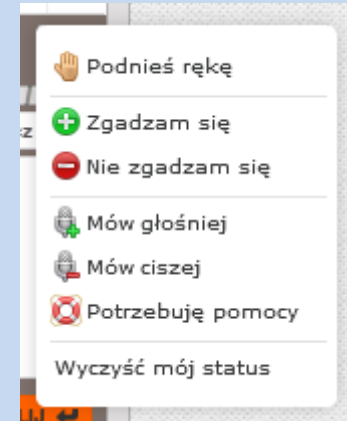 Podnieś rękę
Zgadzam się
Nie zgadzam się
Mów głośniej
Mów ciszej
Potrzebuję pomocy
Wyczyść mój status